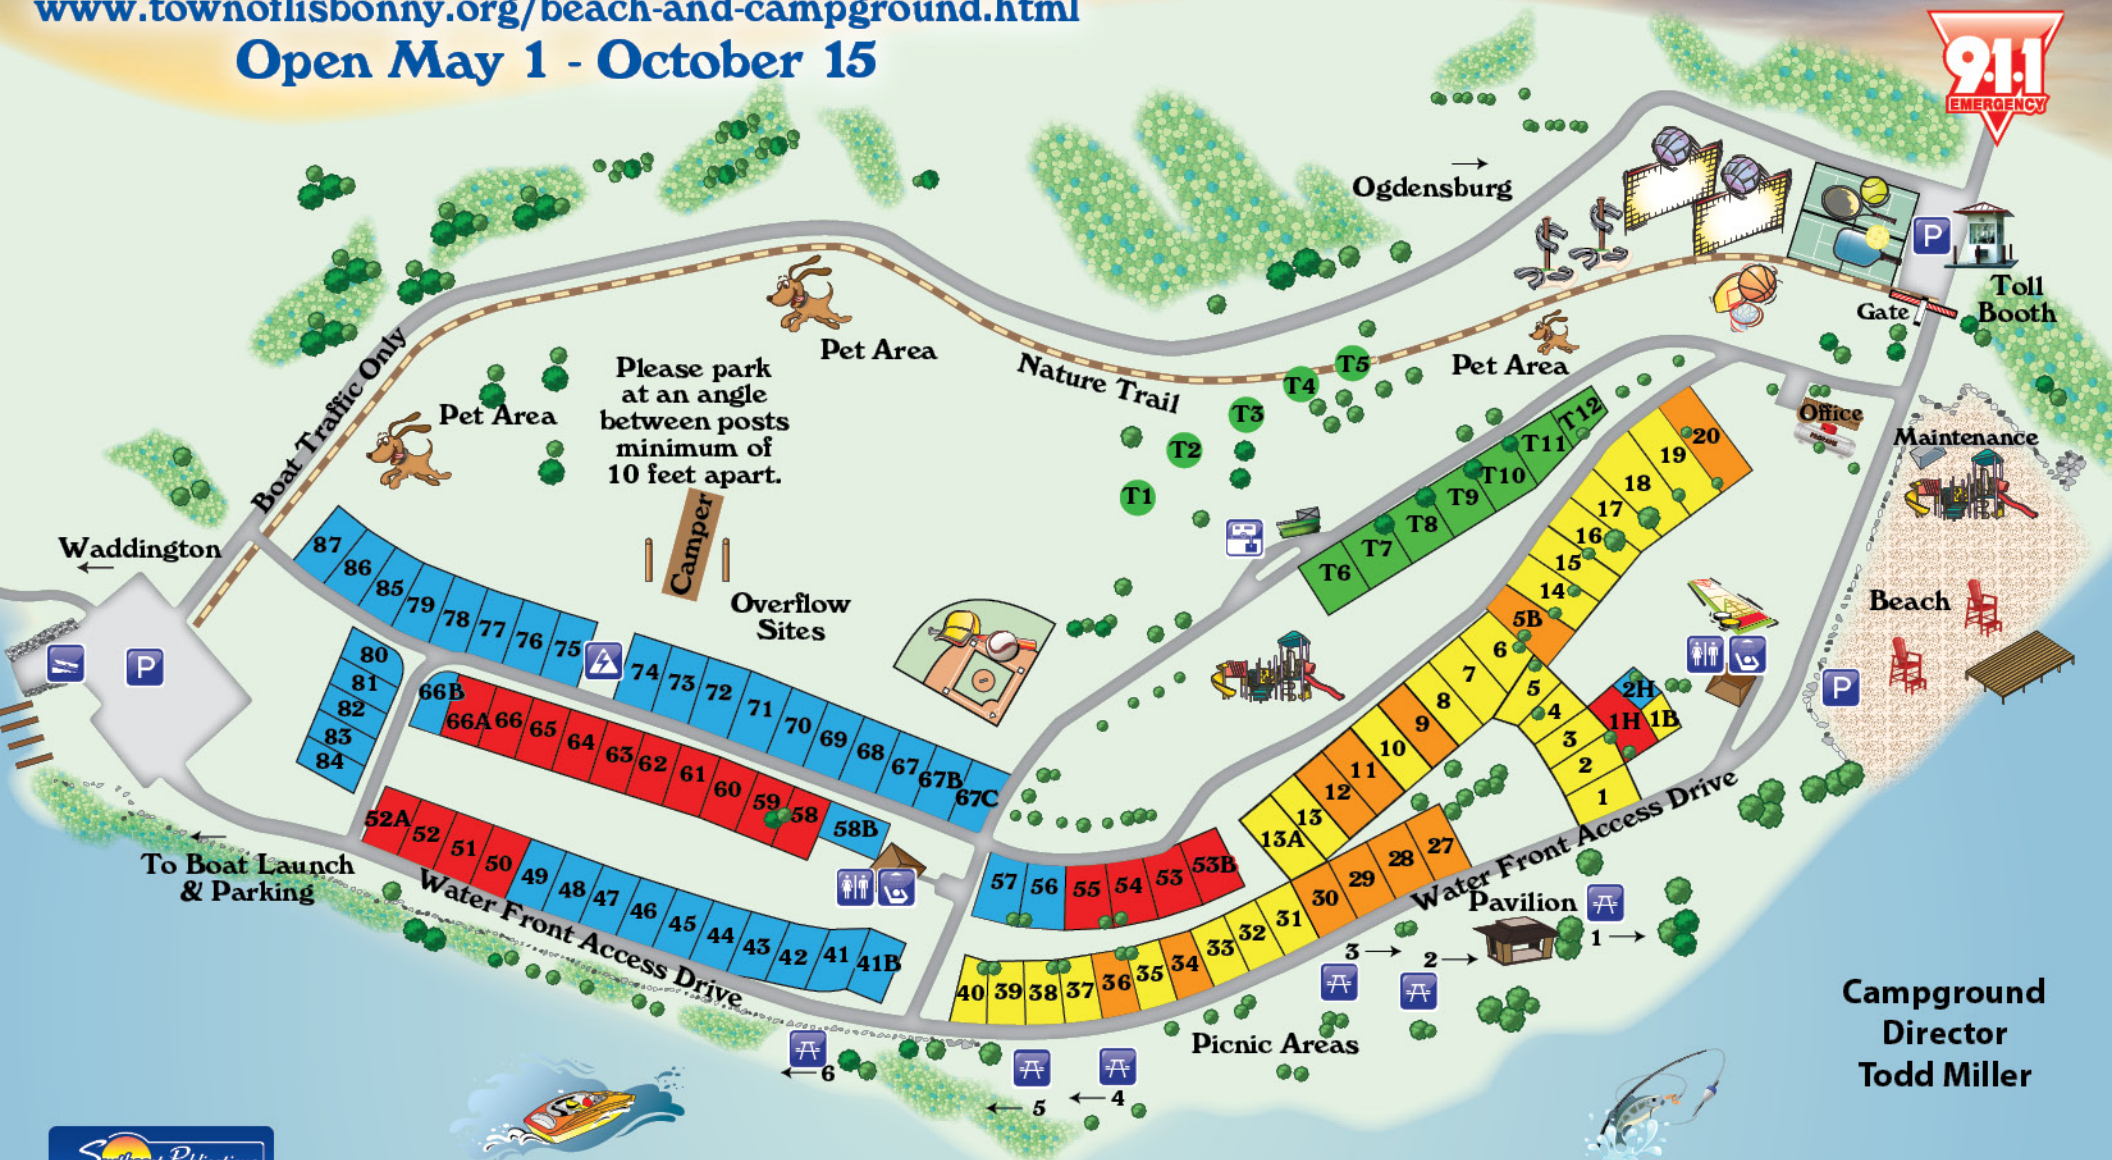 www.townoflisbonny.org/beach-and-campground.html
Open May 1 - October 15
9-1-1
EMERGENCY
Ogdensburg
P
Toll
Booth
Gate
Pet Area
Pet Area
Pet Area
Nature Trail
Boat Traffic Only
Please park
at an angle
between posts
minimum of
10 feet apart.
Camper
Overflow
Sites
Office
PROPANE
Maintenance
Beach
P
Waddington
P
T1
T2
T3
T4
T5
T6
T7
T8
T9
T10
T11
T12
20
19
18
17
16
15
14
5B
6
7
8
9
10
11
12
13
13A
5
4
3
2
1
2H
1H
1B
87
86
85
79
78
77
76
75
74
73
72
71
70
69
68
67
67B
67C
80
81
82
83
84
66B
66A
66
65
64
63
62
61
60
59
58
58B
52A
52
51
50
49
48
47
46
45
44
43
42
41
41B
57
56
55
54
53
53B
27
28
29
30
31
32
33
34
35
36
37
38
39
40
To Boat Launch
& Parking
Water Front Access Drive
Water Front Access Drive
Pavilion
1
2
3
Picnic Areas
4
5
6
Campground
Director
Todd Miller